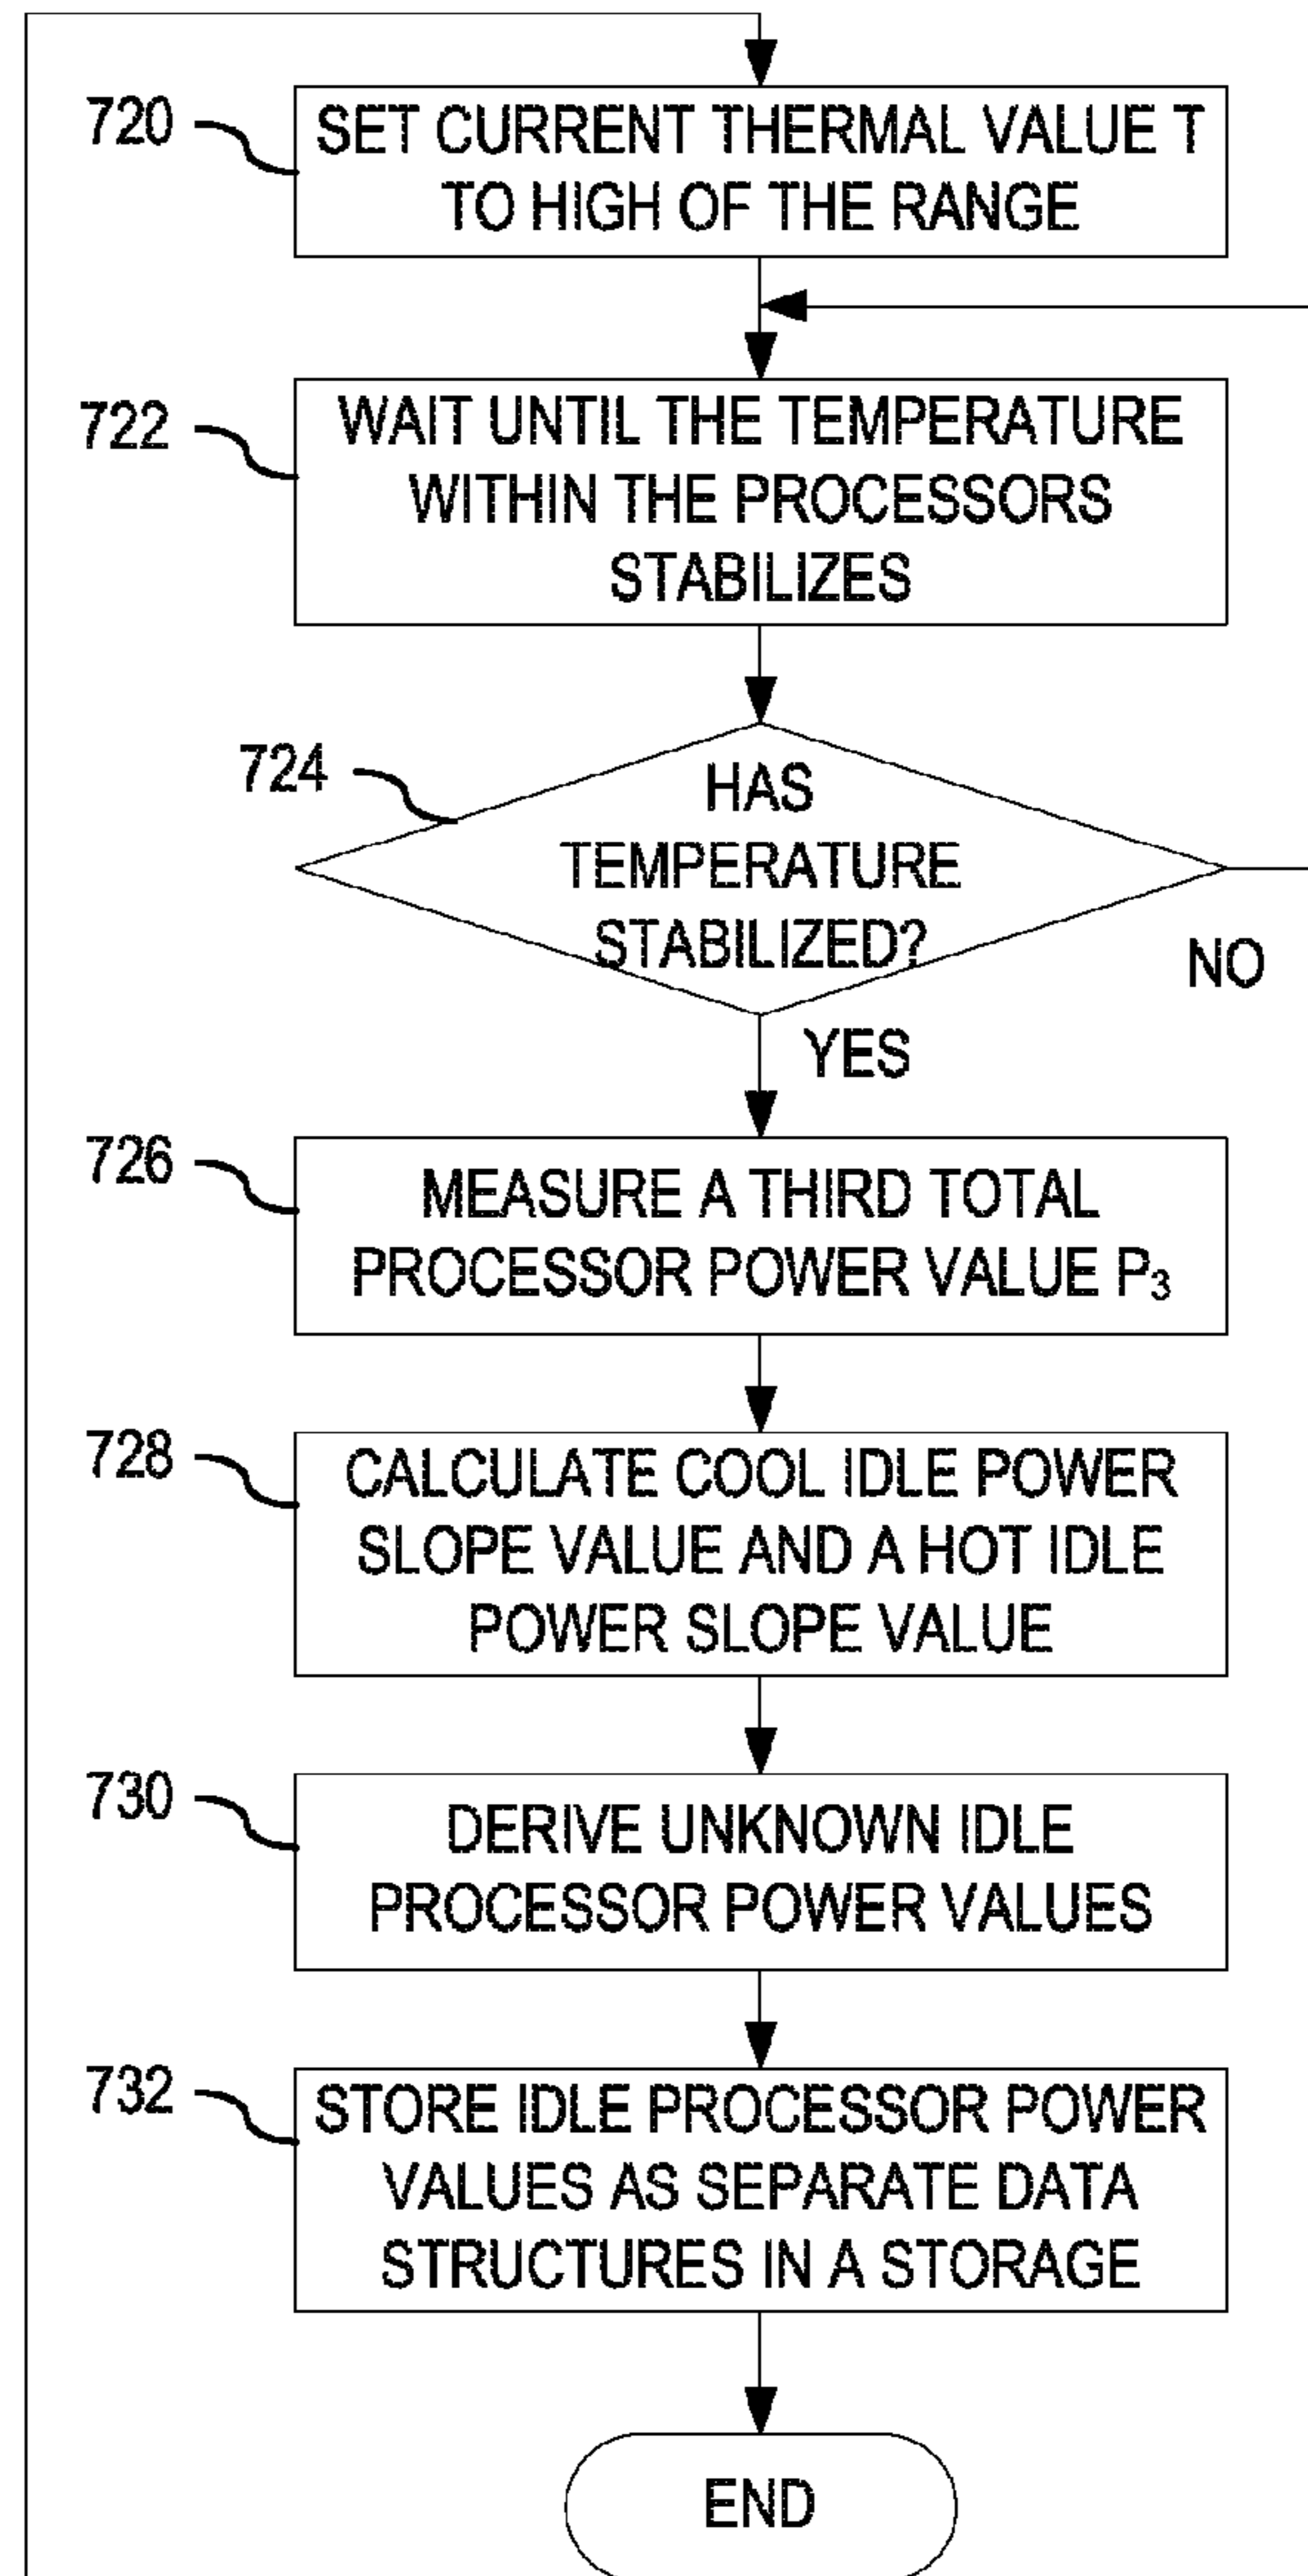 720
SET CURRENT THERMAL VALUE T
TO HIGH OF THE RANGE
722
WAIT UNTIL THE TEMPERATURE
WITHIN THE PROCESSORS
STABILIZES
724
HAS
TEMPERATURE
STABILIZED?
NO
YES
726
MEASURE A THIRD TOTAL
PROCESSOR POWER VALUE P₃
728
CALCULATE COOL IDLE POWER
SLOPE VALUE AND A HOT IDLE
POWER SLOPE VALUE
730
DERIVE UNKNOWN IDLE
PROCESSOR POWER VALUES
732
STORE IDLE PROCESSOR POWER
VALUES AS SEPARATE DATA
STRUCTURES IN A STORAGE
END